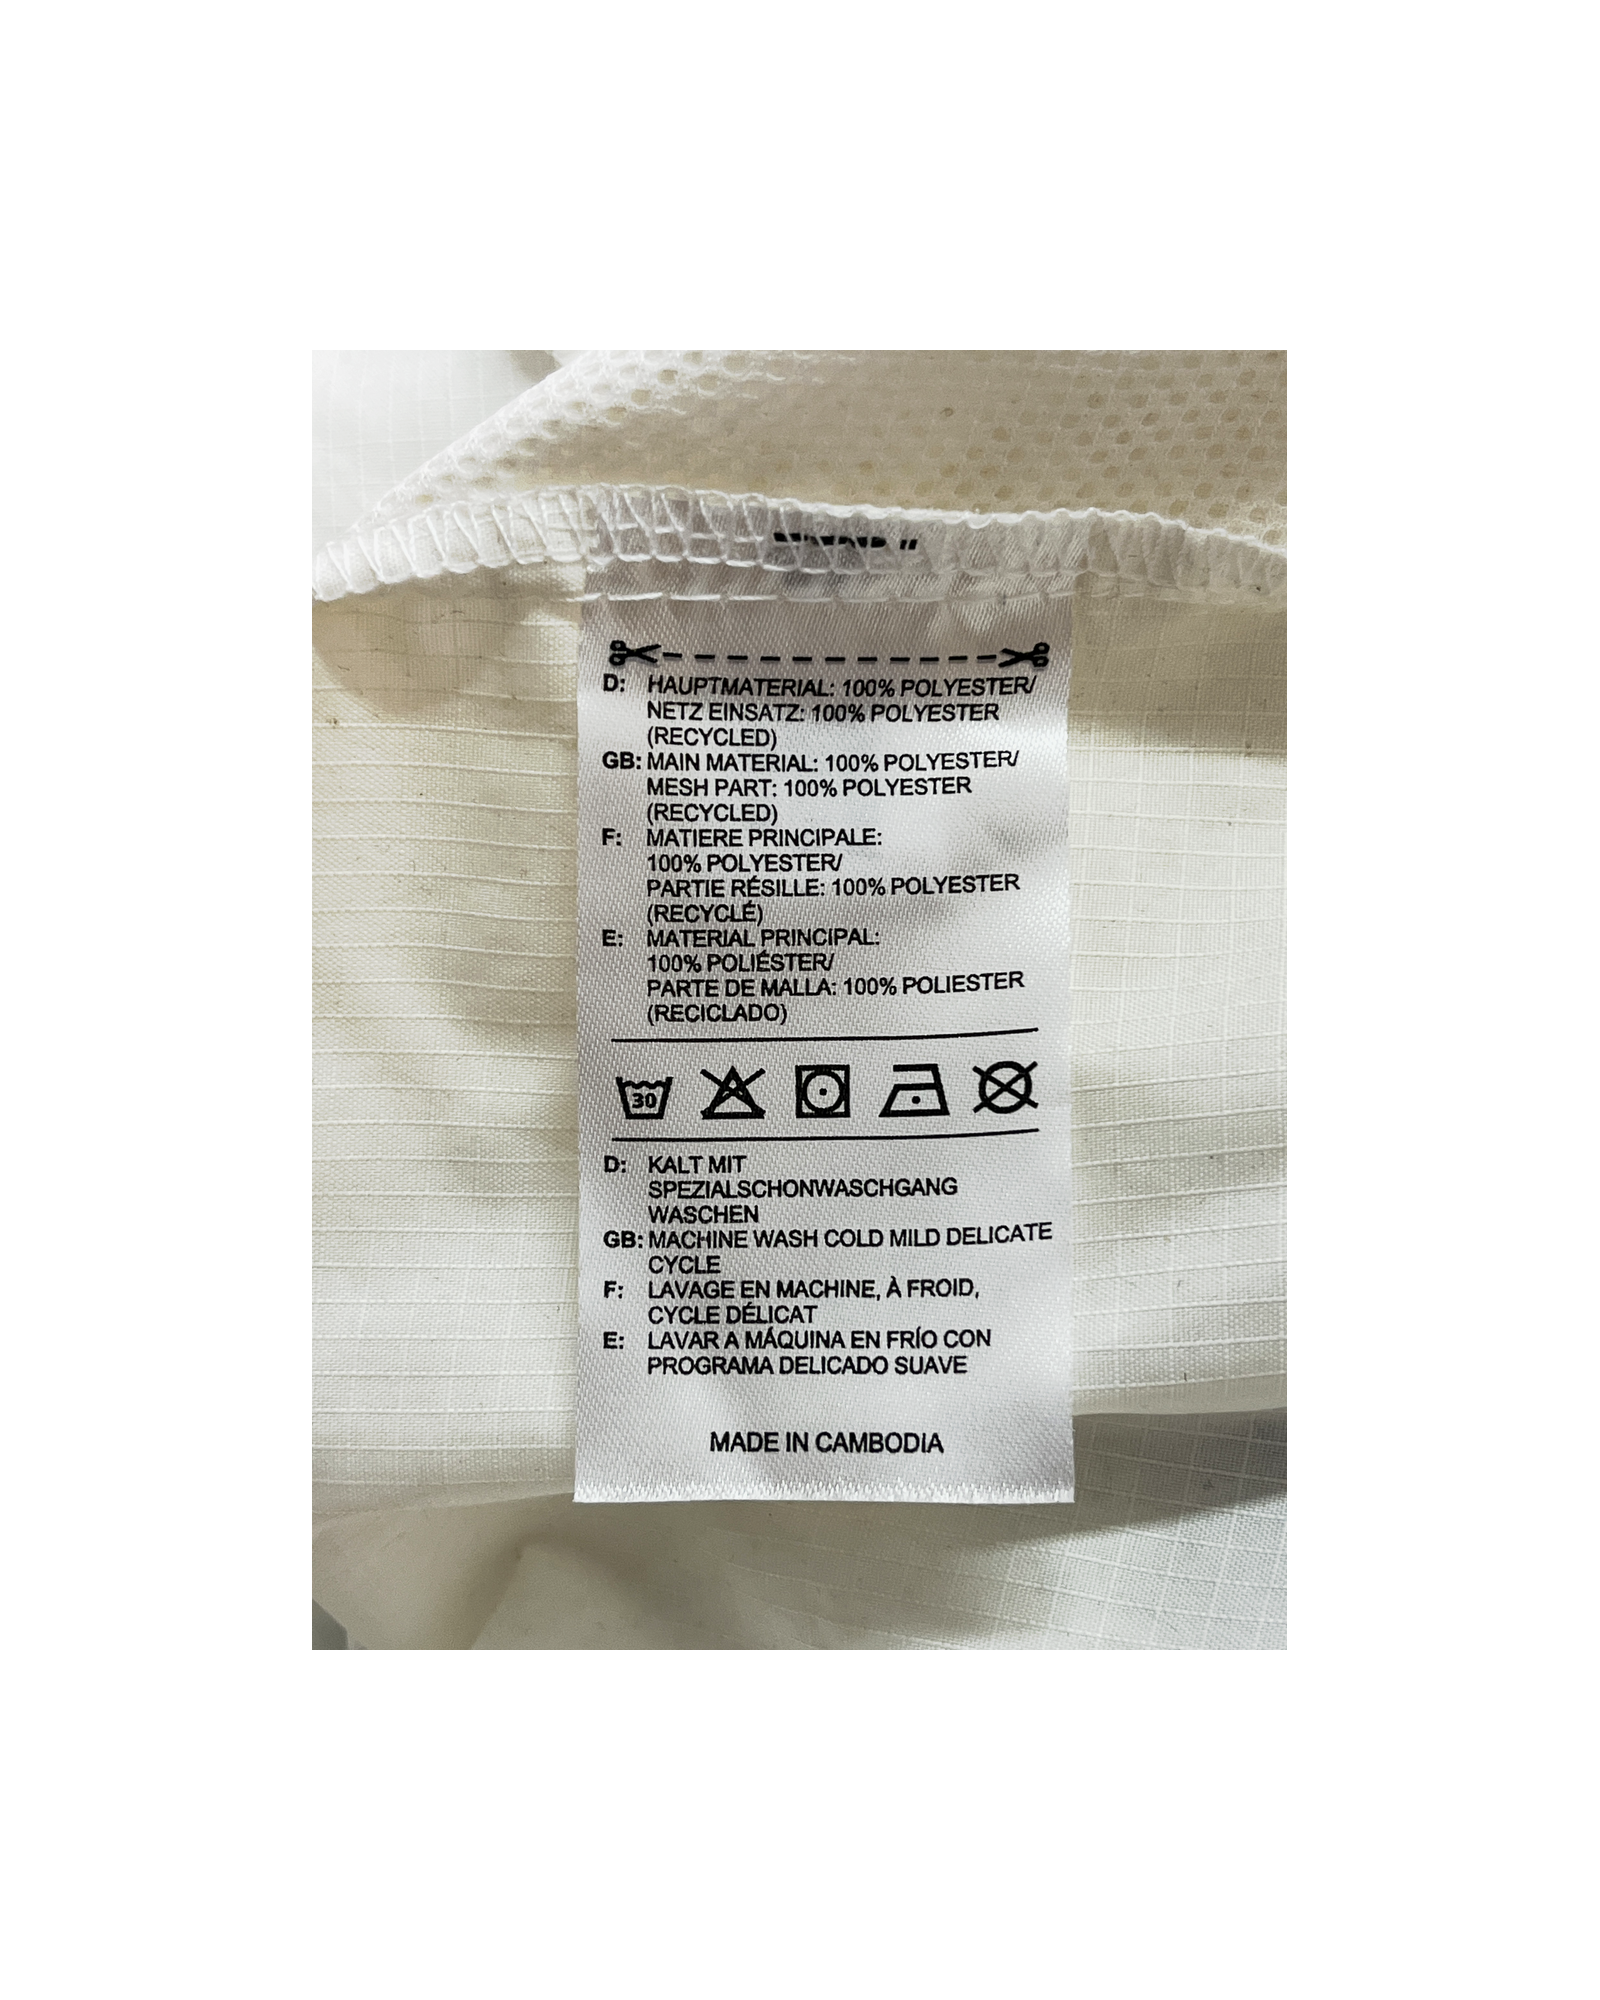 D: HAUPTMATERIAL: 100% POLYESTER/
NETZ EINSATZ: 100% POLYESTER
(RECYCLED)
GB: MAIN MATERIAL: 100% POLYESTER/
MESH PART: 100% POLYESTER
(RECYCLED)
F: MATIERE PRINCIPALE:
100% POLYESTER/
PARTIE RÉSILLE: 100% POLYESTER
(RECYCLÉ)
E: MATERIAL PRINCIPAL:
100% POLIÉSTER/
PARTE DE MALLA: 100% POLIESTER
(RECICLADO)
30
D: KALT MIT
SPEZIALSCHONWASCHGANG
WASCHEN
GB: MACHINE WASH COLD MILD DELICATE
CYCLE
F: LAVAGE EN MACHINE, À FROID,
CYCLE DÉLICAT
E: LAVAR A MÁQUINA EN FRÍO CON
PROGRAMA DELICADO SUAVE
MADE IN CAMBODIA